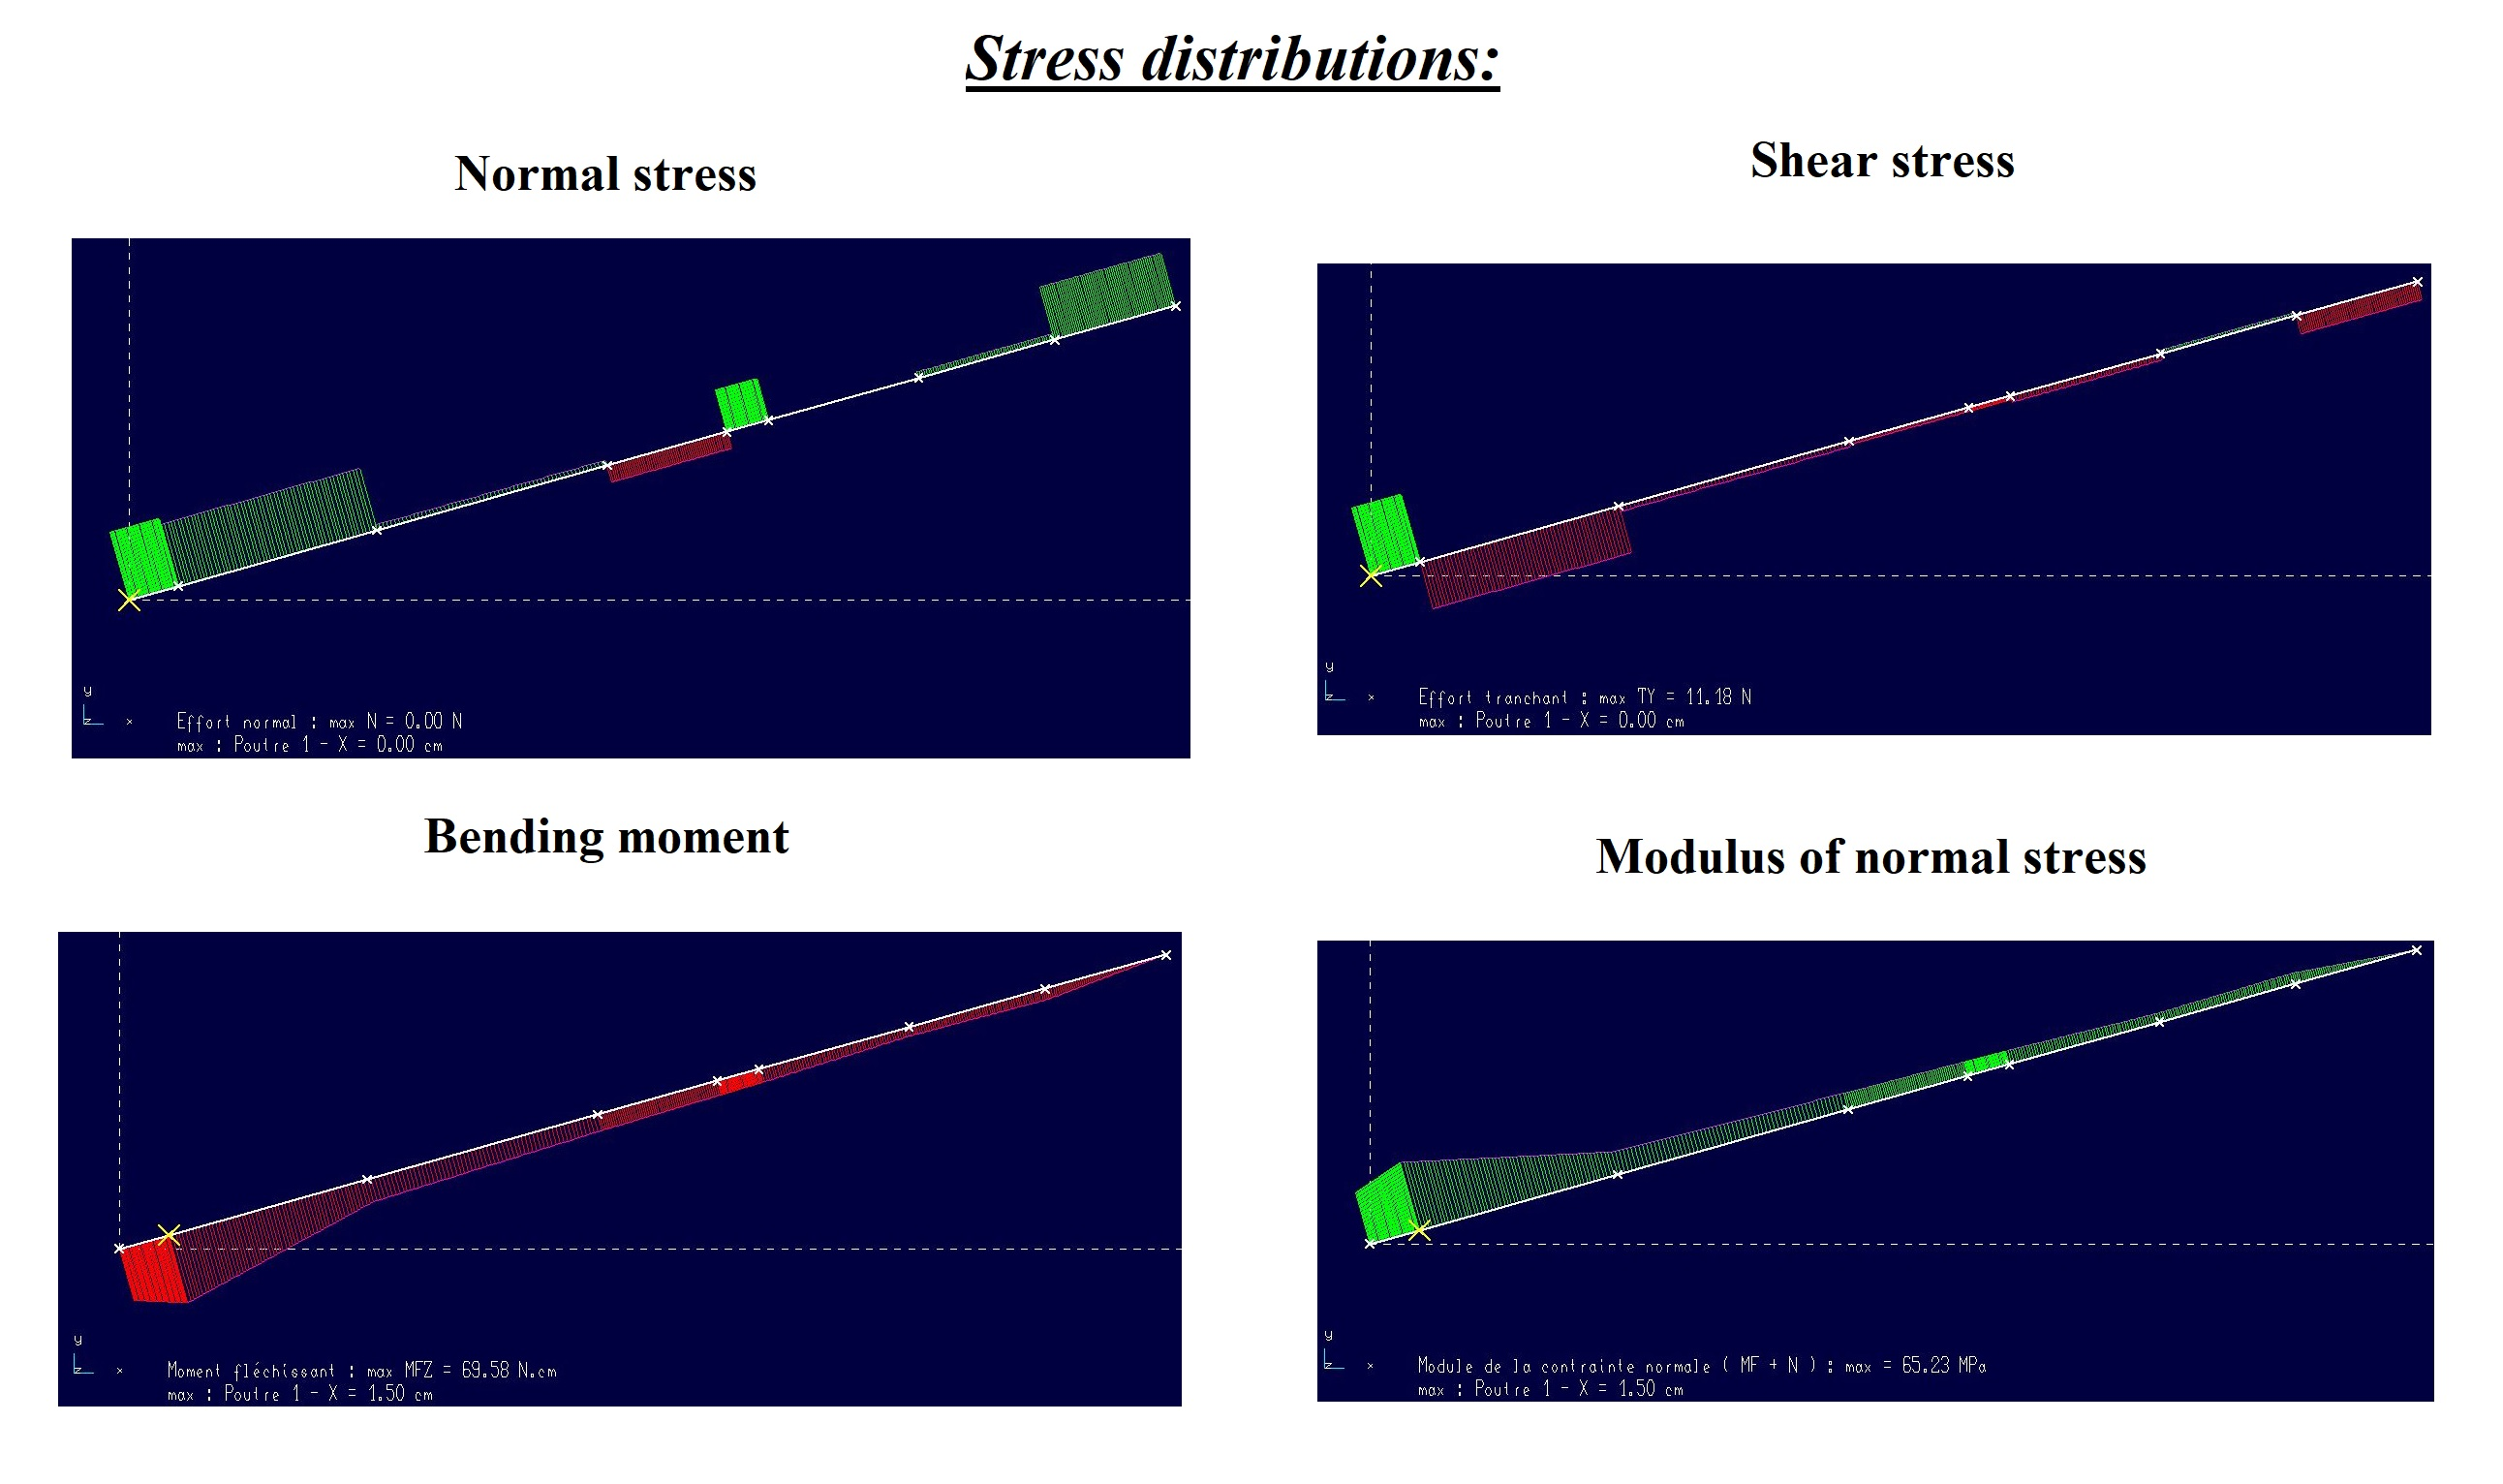 Stress distributions:
Normal stress
Shear stress
y
z
x
Effort normal : max N = 0.00 N
max : Poutre 1 - X = 0.00 cm
y
z
x
Effort tranchant : max TY = 11.18 N
max : Poutre 1 - X = 0.00 cm
Bending moment
Modulus of normal stress
y
z
x
Moment fléchissant : max MFZ = 69.58 N.cm
max : Poutre 1 - X = 1.50 cm
y
z
x
Module de la contrainte normale ( MF + N ) : max = 65.23 MPa
max : Poutre 1 - X = 1.50 cm